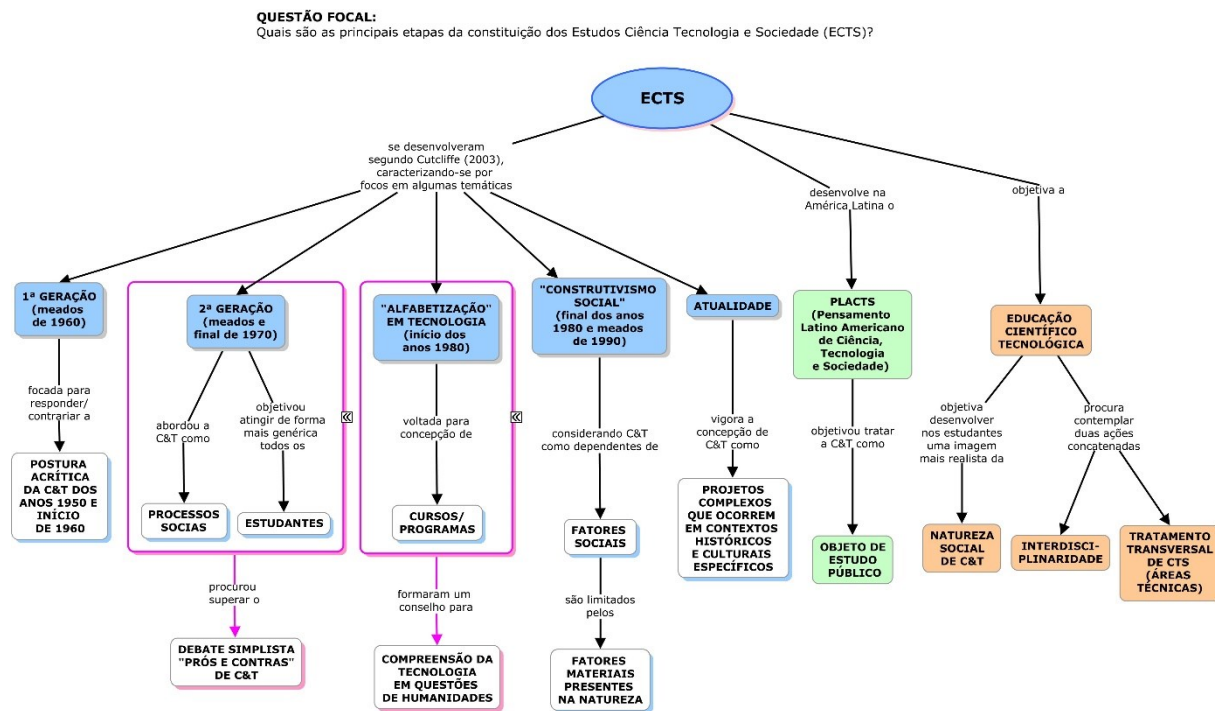 QUESTÃO FOCAL:
Quais são as principais etapas da constituição dos Estudos Ciência Tecnologia e Sociedade (ECTS)?
ECTS
se desenvolveram
segundo Cutcliffe (2003),
caracterizando-se por
focos em algumas temáticas
desenvolve na
América Latina o
objetiva a
1ª GERAÇÃO
(meados
de 1960)
2ª GERAÇÃO
(meados e
final de 1970)
"ALFABETIZAÇÃO"
EM TECNOLOGIA
(início dos
anos 1980)
"CONSTRUTIVISMO
SOCIAL"
(final dos anos
1980 e meados
de 1990)
ATUALIDADE
PLACTS
(Pensamento
Latino Americano
de Ciência,
Tecnologia
e Sociedade)
EDUCAÇÃO
CIENTÍFICO
TECNOLÓGICA
focada para
responder/
contrariar a
abordou a
C&T como
objetivou
atingir de forma
mais genérica
todos os
voltada para
concepção de
considerando C&T
como dependentes de
vigora a
concepção de
C&T como
objetivou tratar
a C&T como
objetiva
desenvolver
nos estudantes
uma imagem
mais realista da
procura
contemplar
duas ações
concatenadas
POSTURA
ACRÍTICA
DA C&T DOS
ANOS 1950 E
INÍCIO
DE 1960
PROCESSOS
SOCIAS
ESTUDANTES
CURSOS/
PROGRAMAS
FATORES
SOCIAIS
PROJETOS
COMPLEXOS
QUE OCORREM
EM CONTEXTOS
HISTÓRICOS
E CULTURAIS
ESPECÍFICOS
OBJETO DE
ESTUDO
PÚBLICO
NATUREZA
SOCIAL
DE C&T
INTERDISCI-
PLINARIDADE
TRATAMENTO
TRANSVERSAL
DE CTS
(ÁREAS
TÉCNICAS)
procurou
superar o
formaram um
conselho para
são limitados
pelos
DEBATE SIMPLISTA
"PRÓS E CONTRAS"
DE C&T
COMPREENSÃO DA
TECNOLOGIA
EM QUESTÕES
DE HUMANIDADES
FATORES
MATERIAIS
PRESENTES
NA NATUREZA